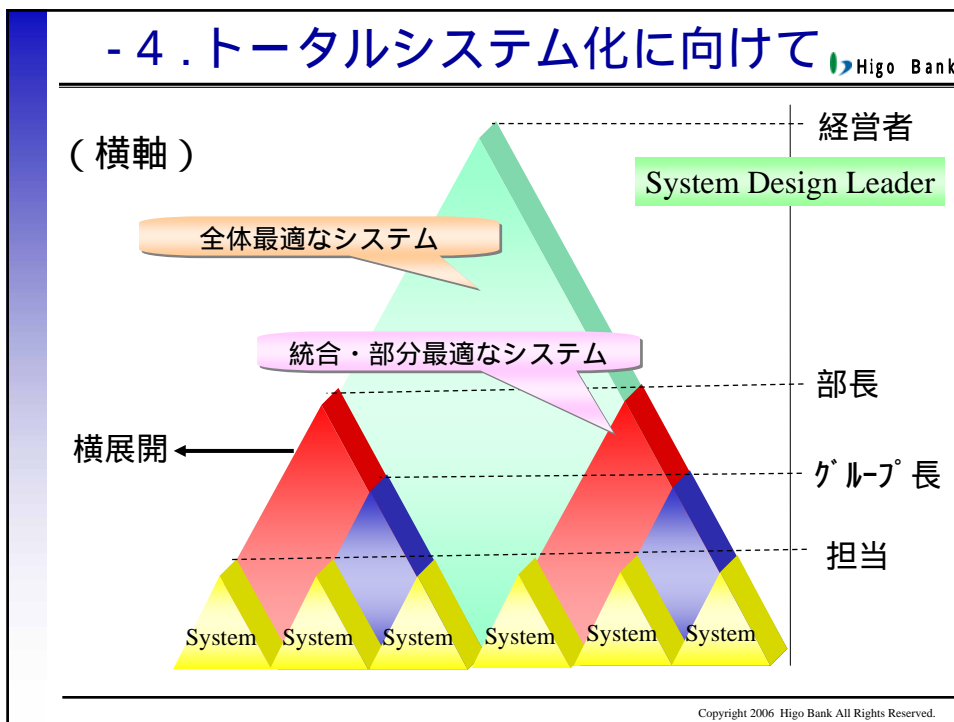 -4.トータルシステム化に向けて
Higo Bank
(横軸)
経営者
System Design Leader
全体最適なシステム
統合・部分最適なシステム
部長
横展開
ｸﾞﾙｰﾌﾟ長
担当
System System System System System System
Copyright 2006 Higo Bank All Rights Reserved.